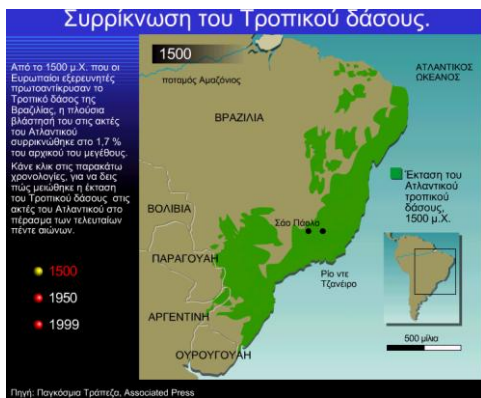 Συρρίκνωση του Τροπικού δάσους.
Από το 1500 μ.Χ. που οι
Ευρωπαίοι εξερευνητές
πρωτοαντίκρυσαν το
Τροπικό δάσος της
Βραζιλίας, η πλούσια
βλάστησή του στις ακτές
του Ατλαντικού
συρρικνώθηκε στο 1,7 %
του αρχικού του μεγέθους.
Κάνε κλικ στις παρακάτω
χρονολογίες, για να δεις
πώς μειώθηκε η έκταση
του Τροπικού δάσους στις
ακτές του Ατλαντικού στο
πέρασμα των τελευταίων
πέντε αιώνων.
1500
1950
1999
1500
ποταμός Αμαζόνιος
ΒΡΑΖΙΛΙΑ
ΒΟΛΙΒΙΑ
ΠΑΡΑΓΟΥΑΗ
ΑΡΓΕΝΤΙΝΗ
ΟΥΡΟΥΓΟΥΑΗ
Σάο Πάολο
Ρίο ντε
Τζανέιρο
ΑΤΛΑΝΤΙΚΟΣ
ΩΚΕΑΝΟΣ
Έκταση του
Ατλαντικού
τροπικού
δάσους,
1500 μ.Χ.
500 μίλια
Πηγή: Παγκόσμια Τράπεζα, Associated Press